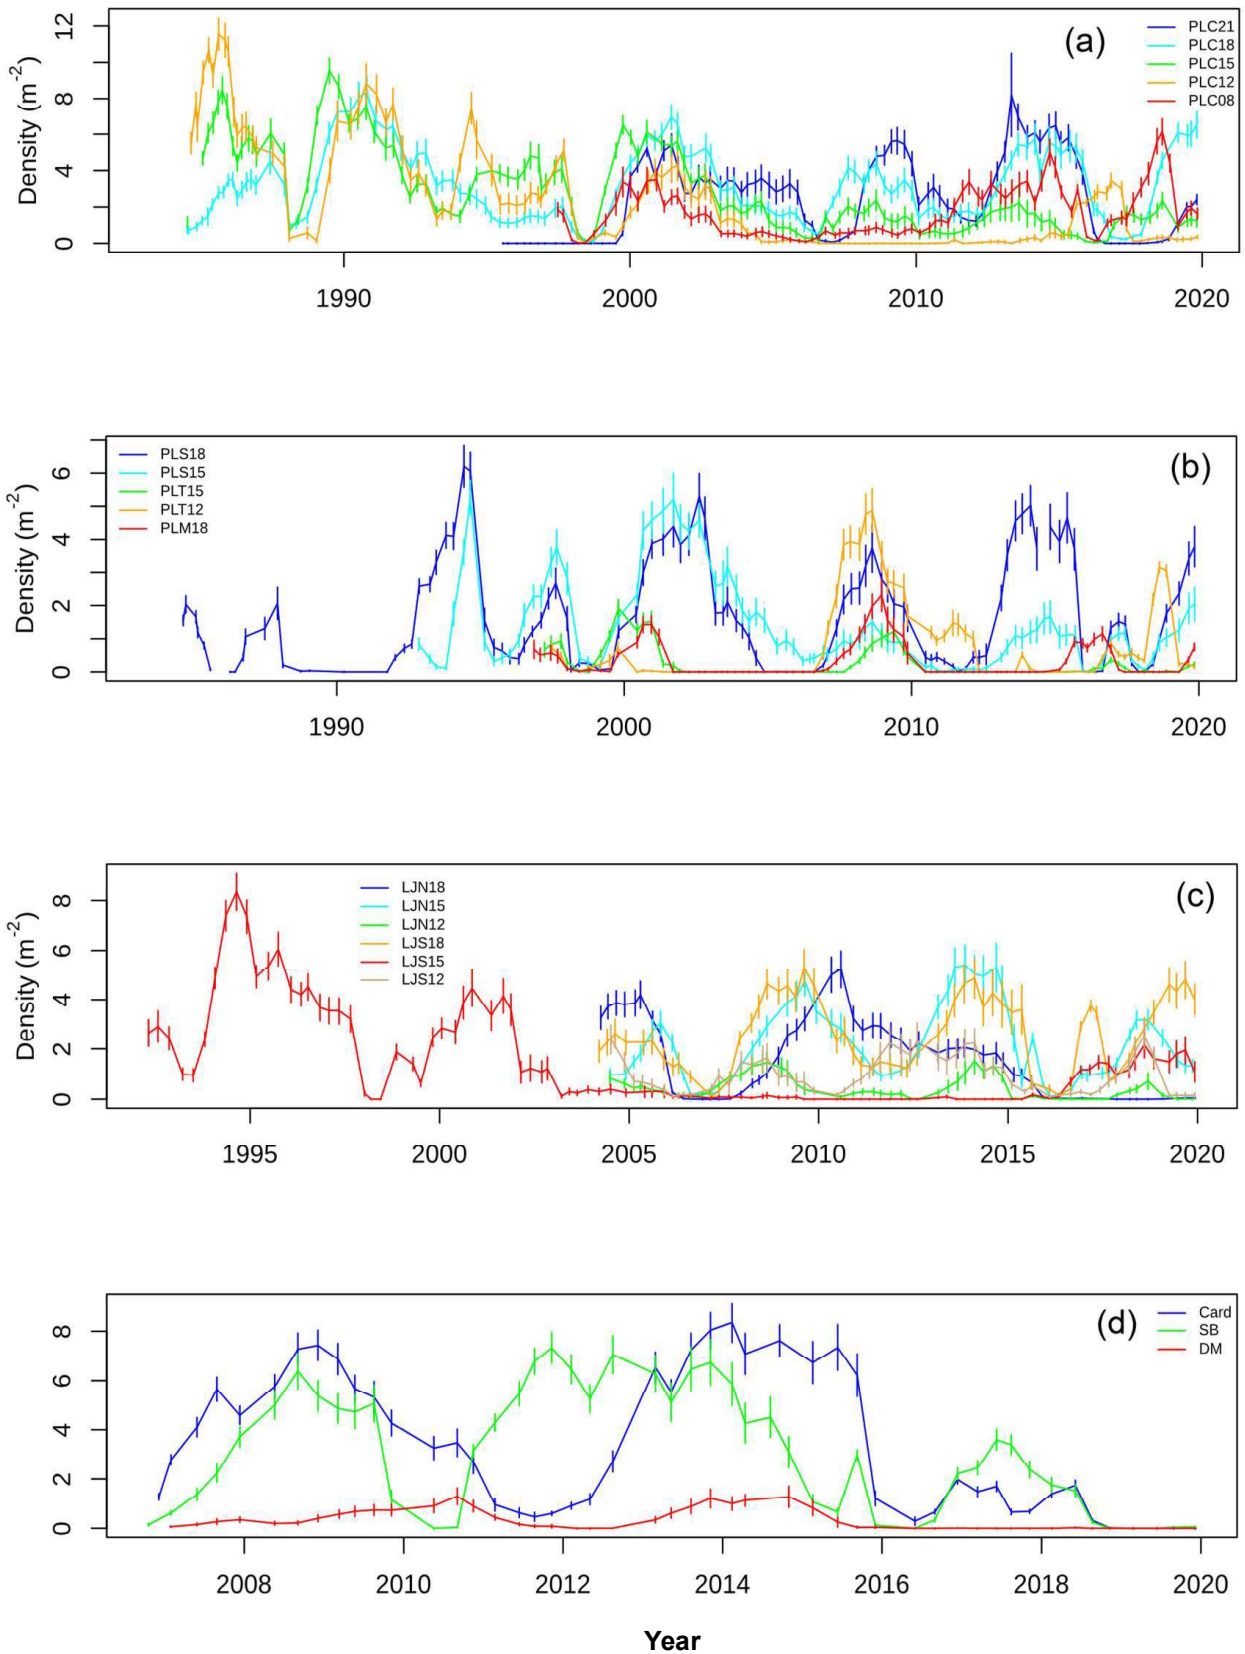 (a)
PLC21
PLC18
PLC15
PLC12
PLC08
Density (m-2)
12
8
4
0
1990 2000 2010 2020
(b)
PLS18
PLS15
PLT15
PLT12
PLM18
Density (m-2)
6
4
2
0
1990 2000 2010 2020
(c)
LJN18
LJN15
LJN12
LJS18
LJS15
LJS12
Density (m-2)
8
6
4
2
0
1995 2000 2005 2010 2015 2020
(d)
Card
SB
DM
Density (m-2)
8
6
4
2
0
2008 2010 2012 2014 2016 2018 2020
Year